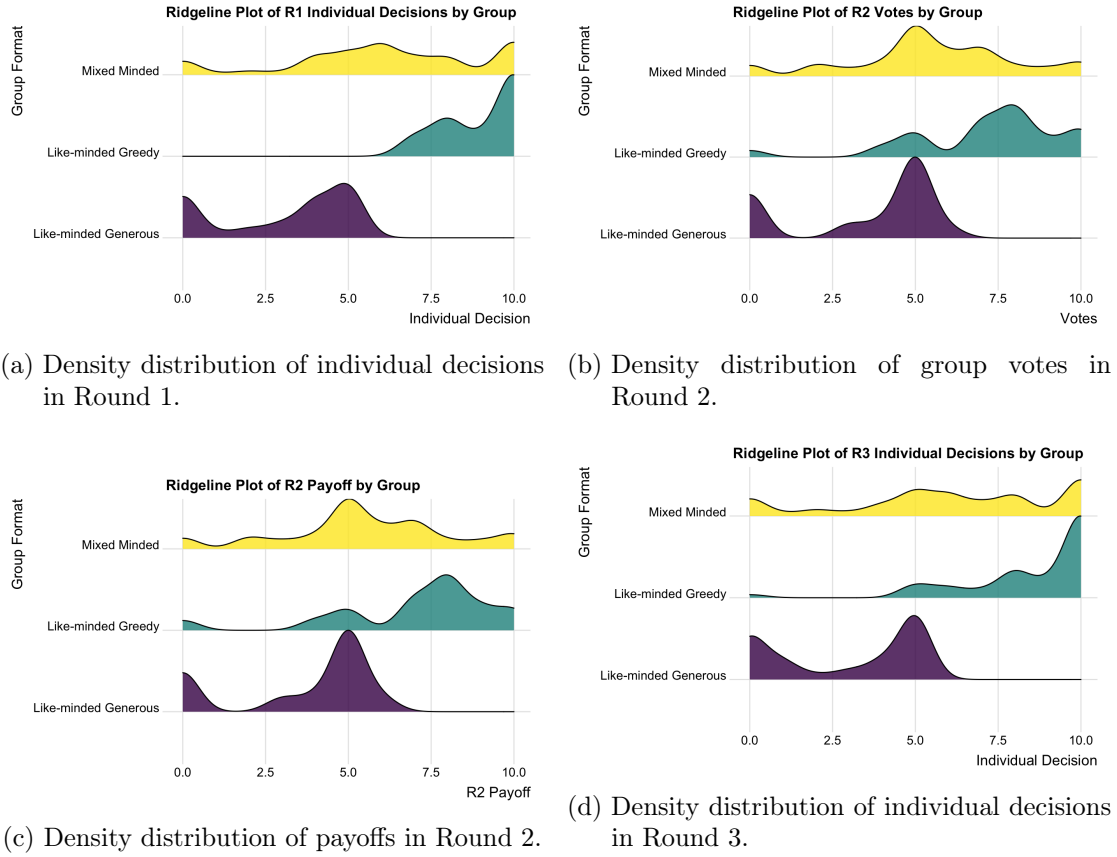 Ridgeline Plot of R1 Individual Decisions by Group
Group Format
Mixed Minded
Like-minded Greedy
Like-minded Generous
0.0 2.5 5.0 7.5 10.0
Individual Decision
(a) Density distribution of individual decisions
in Round 1.
Ridgeline Plot of R2 Votes by Group
Group Format
Mixed Minded
Like-minded Greedy
Like-minded Generous
0.0 2.5 5.0 7.5 10.0
Votes
(b) Density distribution of group votes in
Round 2.
Ridgeline Plot of R2 Payoff by Group
Group Format
Mixed Minded
Like-minded Greedy
Like-minded Generous
0.0 2.5 5.0 7.5 10.0
R2 Payoff
(c) Density distribution of payoffs in Round 2.
Ridgeline Plot of R3 Individual Decisions by Group
Group Format
Mixed Minded
Like-minded Greedy
Like-minded Generous
0.0 2.5 5.0 7.5 10.0
Individual Decision
(d) Density distribution of individual decisions
in Round 3.